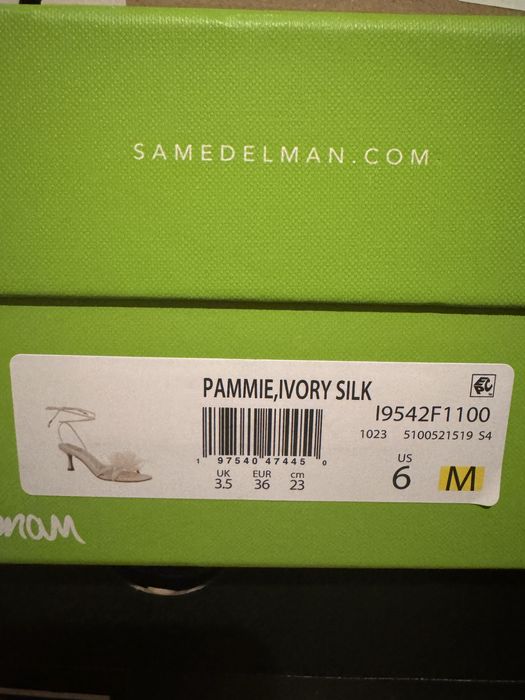 SAMEDELMAN.COM
PAMMIE,IVORY SILK
I9542F1100
1023 5100521519 S4
1 97540 47445 0
UK EUR cm
3.5 36 23
US
6 M